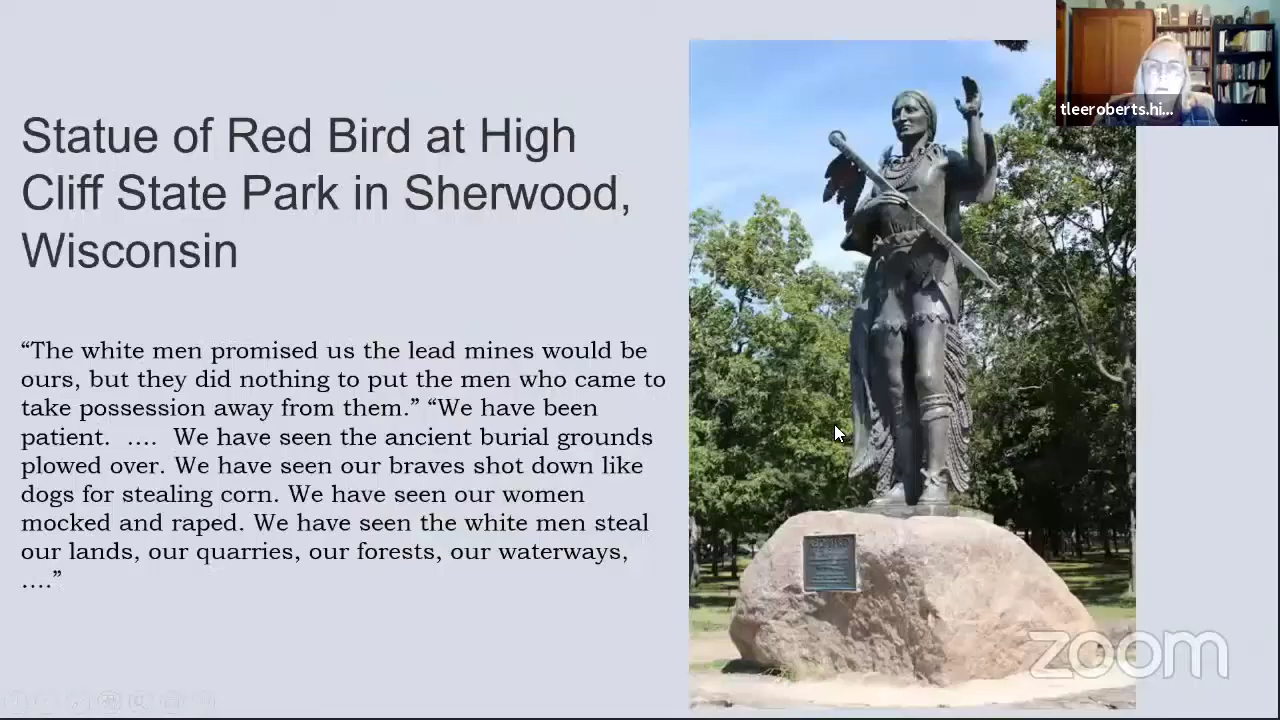 tleeroberts.hi...
Statue of Red Bird at High
Cliff State Park in Sherwood,
Wisconsin
“The white men promised us the lead mines would be
ours, but they did nothing to put the men who came to
take possession away from them.” “We have been
patient.  ....  We have seen the ancient burial grounds
plowed over. We have seen our braves shot down like
dogs for stealing corn. We have seen our women
mocked and raped. We have seen the white men steal
our lands, our quarries, our forests, our waterways,
....”
zoom